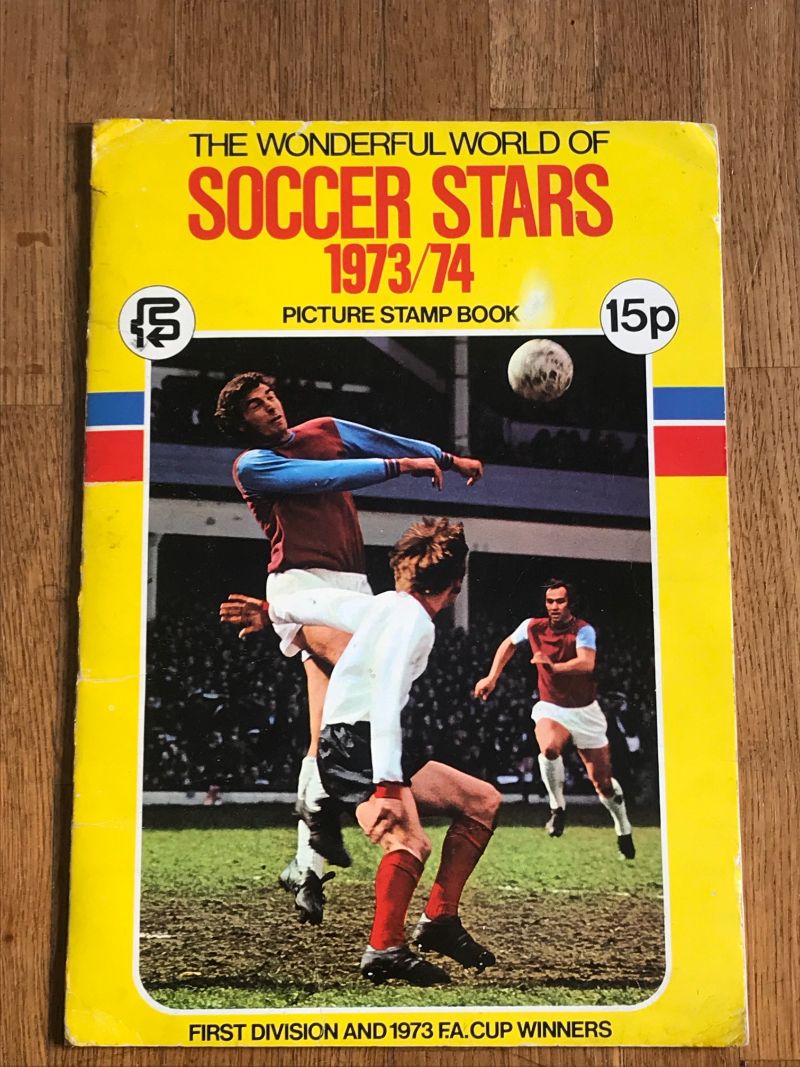 THE WONDERFUL WORLD OF
SOCCER STARS
1973/74
PICTURE STAMP BOOK
15p
FIRST DIVISION AND 1973 F.A. CUP WINNERS